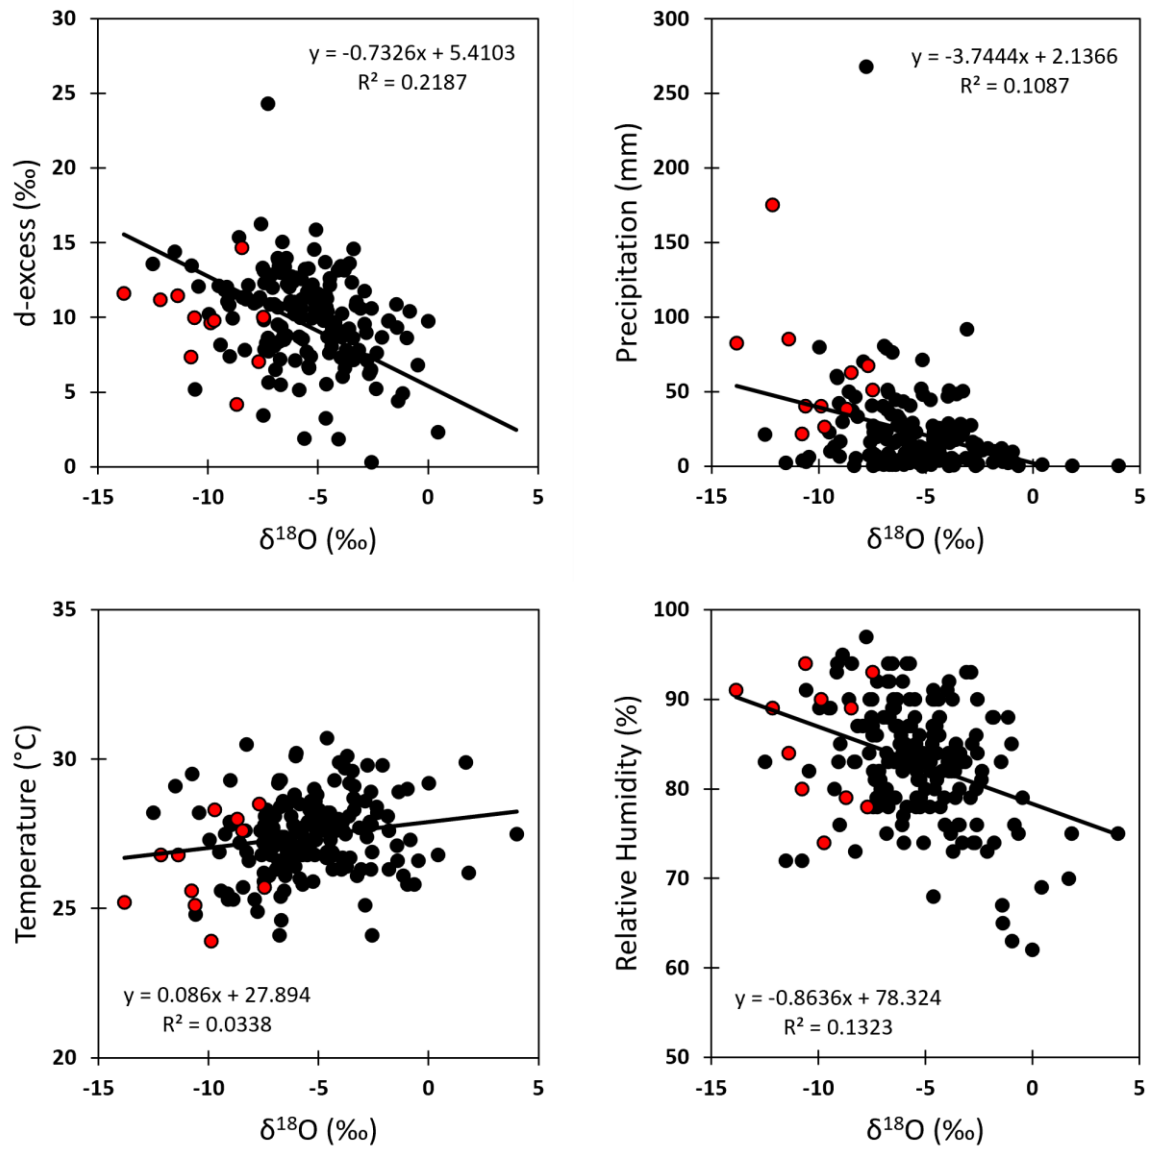 30
25
20
15
10
5
0
-15 -10 -5 0 5
d-excess (‰)
δ¹⁸O (‰)
y = -0.7326x + 5.4103
R² = 0.2187
300
250
200
150
100
50
0
-15 -10 -5 0 5
Precipitation (mm)
δ¹⁸O (‰)
y = -3.7444x + 2.1366
R² = 0.1087
35
30
25
20
-15 -10 -5 0 5
Temperature (°C)
δ¹⁸O (‰)
y = 0.086x + 27.894
R² = 0.0338
100
90
80
70
60
50
-15 -10 -5 0 5
Relative Humidity (%)
δ¹⁸O (‰)
y = -0.8636x + 78.324
R² = 0.1323